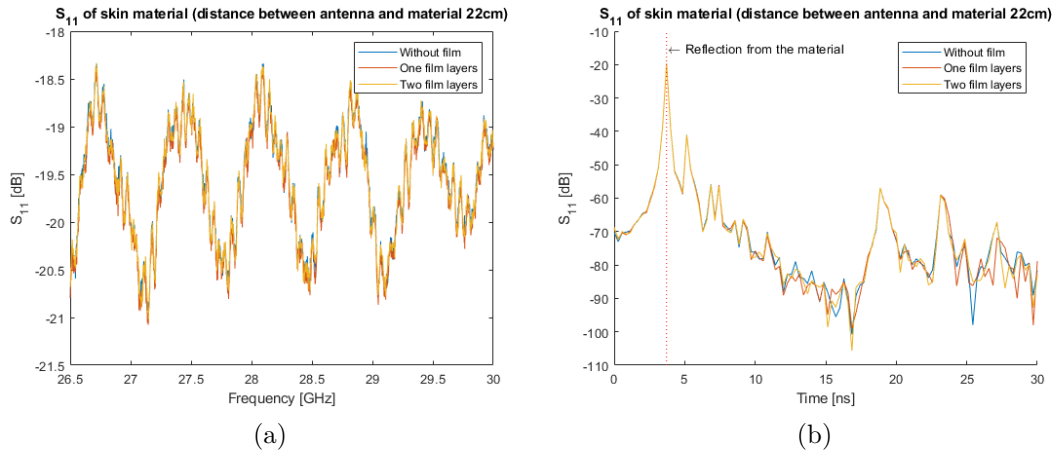 S11 of skin material (distance between antenna and material 22cm)
-18
-18.5
-19
-19.5
-20
-20.5
-21
-21.5
S11 [dB]
Without film
One film layers
Two film layers
26.5 27 27.5 28 28.5 29 29.5 30
Frequency [GHz]
(a)
S11 of skin material (distance between antenna and material 22cm)
-10
-20
-30
-40
-50
-60
-70
-80
-90
-100
-110
S11 [dB]
← Reflection from the material
Without film
One film layers
Two film layers
0 5 10 15 20 25 30
Time [ns]
(b)